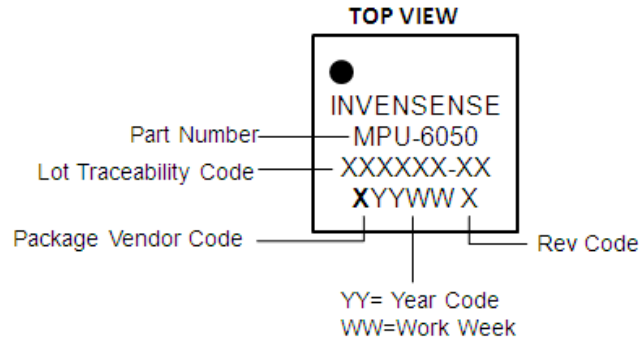 TOP VIEW
INVENSENSE
Part Number
MPU-6050
Lot Traceability Code
XXXXXX-XX
XYYWW X
Package Vendor Code
Rev Code
YY= Year Code
WW=Work Week